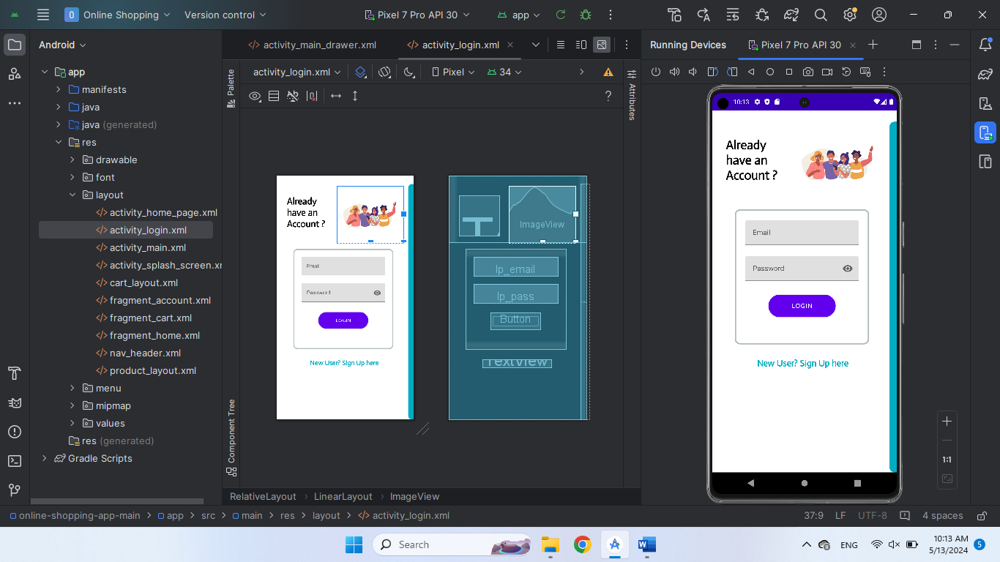 O Online Shopping Version control Pixel 7 Pro API 30 app
Android
activity_main_drawer.xml activity_login.xml
Running Devices Pixel 7 Pro API 30
activity_login.xml Pixel 34
Palette
Attributes
?
app
manifests
java
java (generated)
res
drawable
font
layout
activity_home_page.xml
activity_login.xml
activity_main.xml
activity_splash_screen.xr
cart_layout.xml
fragment_account.xml
fragment_cart.xml
fragment_home.xml
nav_header.xml
product_layout.xml
menu
mipmap
values
res (generated)
Gradle Scripts
Already
have an
Account ?
Email
Password
LOGIN
New User? Sign Up here
ImageView
lp_email
lp_pass
Button
TextView
Component Tree
10:13
Already
have an
Account ?
Email
Password
LOGIN
New User? Sign Up here
1:1
RelativeLayout LinearLayout ImageView
online-shopping-app-main app src main res layout activity_login.xml 37:9 LF UTF-8 4 spaces
Search
ENG
10:13 AM
5/13/2024
5